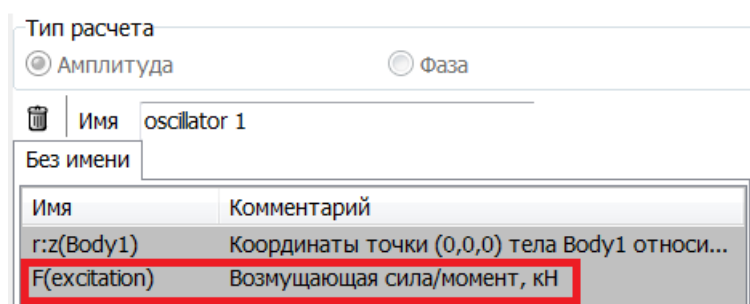 Тип расчета
Амплитуда Фаза
Имя oscillator 1
Без имени
Имя Комментарий
r:z(Body1) Координаты точки (0,0,0) тела Body1 относи...
F(excitation) Возмущающая сила/момент, кН